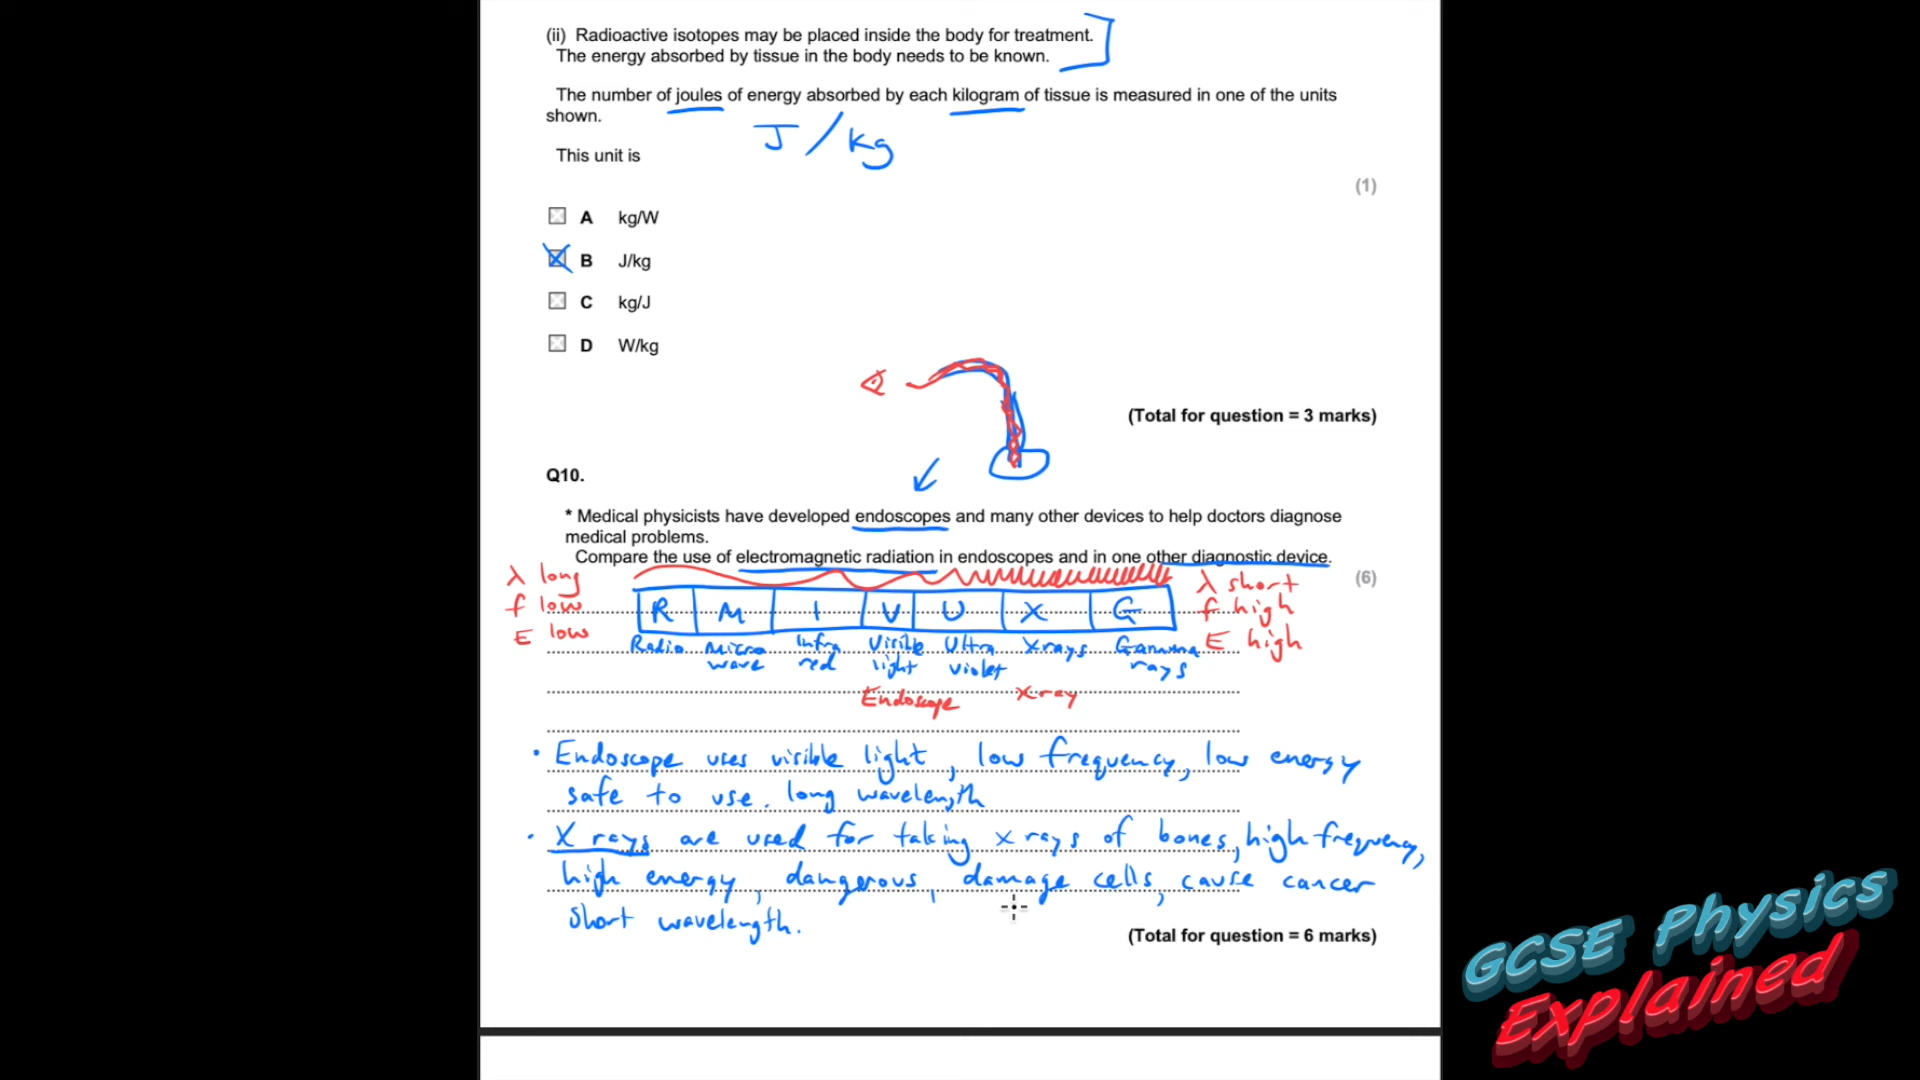 (ii) Radioactive isotopes may be placed inside the body for treatment.
The energy absorbed by tissue in the body needs to be known.
The number of joules of energy absorbed by each kilogram of tissue is measured in one of the units
shown.
J/kg
This unit is
(1)
A kg/W
B J/kg
C kg/J
D W/kg
(Total for question = 3 marks)
Q10.
* Medical physicists have developed endoscopes and many other devices to help doctors diagnose
medical problems.
Compare the use of electromagnetic radiation in endoscopes and in one other diagnostic device.
(6)
λ long
f low
E low
R M I V U X G
λ short
f high
E high
Radio Micro wave Infra red Visible light Ultra violet X rays Gamma rays
Endoscope X-ray
• Endoscope uses visible light, low frequency, low energy
safe to use. long wavelength
• X rays are used for taking x rays of bones, high frequency,
high energy, dangerous, damage cells, cause cancer
short wavelength.
(Total for question = 6 marks)
GCSE Physics
Explained